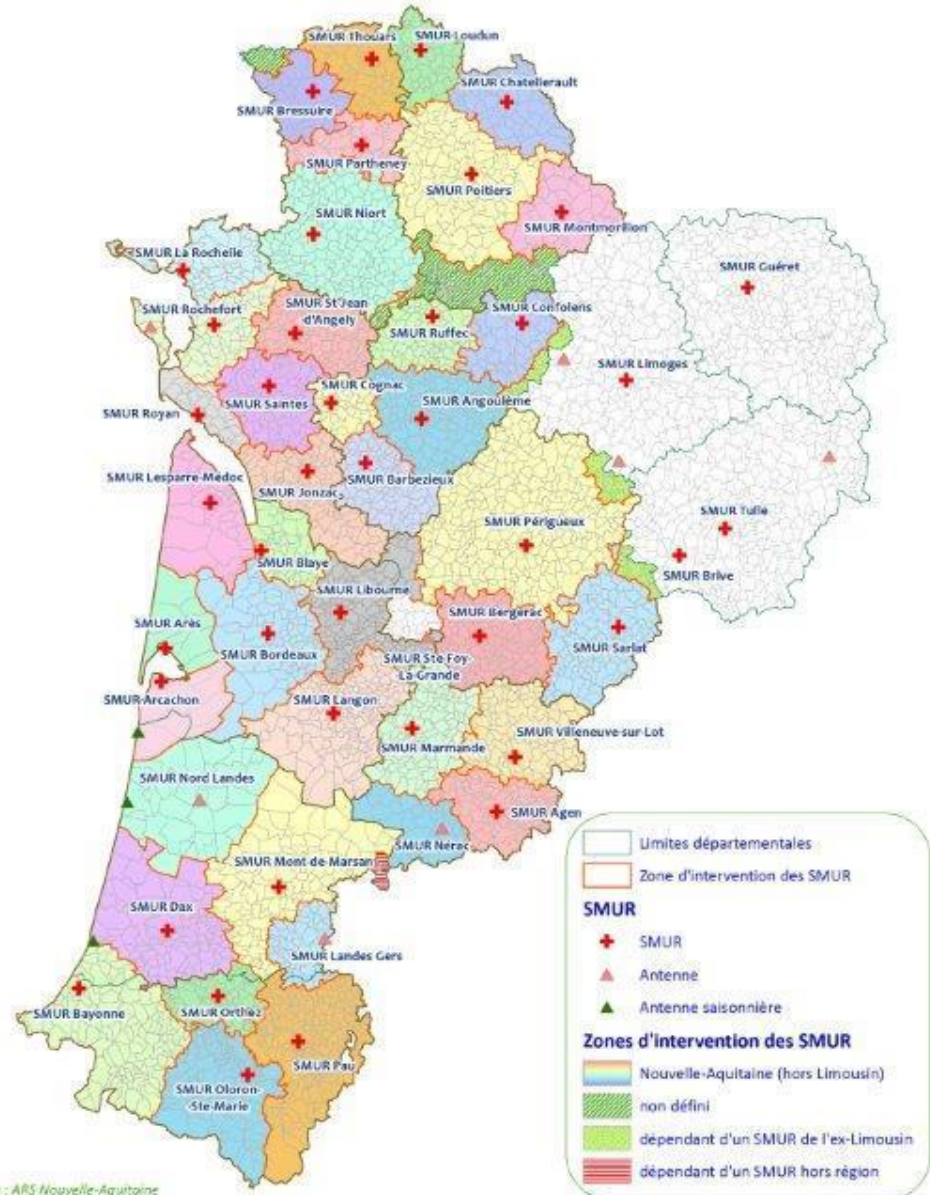 SMUR Thouars
SMUR Loudun
SMUR Chatellerault
SMUR Bressuire
SMUR Partheney
SMUR Poitiers
SMUR Niort
SMUR Montmorillon
SMUR La Rochelle
SMUR Guéret
SMUR Rochefort
SMUR St Jean
d'Angely
SMUR Confolens
SMUR Ruffec
SMUR Limoges
SMUR Cognac
SMUR Saintes
SMUR Angoulême
SMUR Royan
SMUR Lesparre-Medoc
SMUR Jonzac
SMUR Barbezieux
SMUR Périgueux
SMUR Tulle
SMUR Blaye
SMUR Brive
SMUR Libourne
SMUR Bergerac
SMUR Arès
SMUR Bordeaux
SMUR Sarlat
SMUR Ste Foy
La Grande
SMUR Arcachon
SMUR Langon
SMUR Villeneuve-sur-Lot
SMUR Marmande
SMUR Nord Landes
SMUR Agen
SMUR Nérac
SMUR Mont-de-Marsan
SMUR Dax
SMUR Landes Gers
SMUR Bayonne
SMUR Orthez
SMUR Pau
SMUR Oloron-
-Ste-Marie
Limites départementales
Zone d'intervention des SMUR
SMUR
SMUR
Antenne
Antenne saisonnière
Zones d'intervention des SMUR
Nouvelle-Aquitaine (hors Limousin)
non défini
dépendant d'un SMUR de l'ex-Limousin
dépendant d'un SMUR hors région
: ARS Nouvelle-Aquitaine